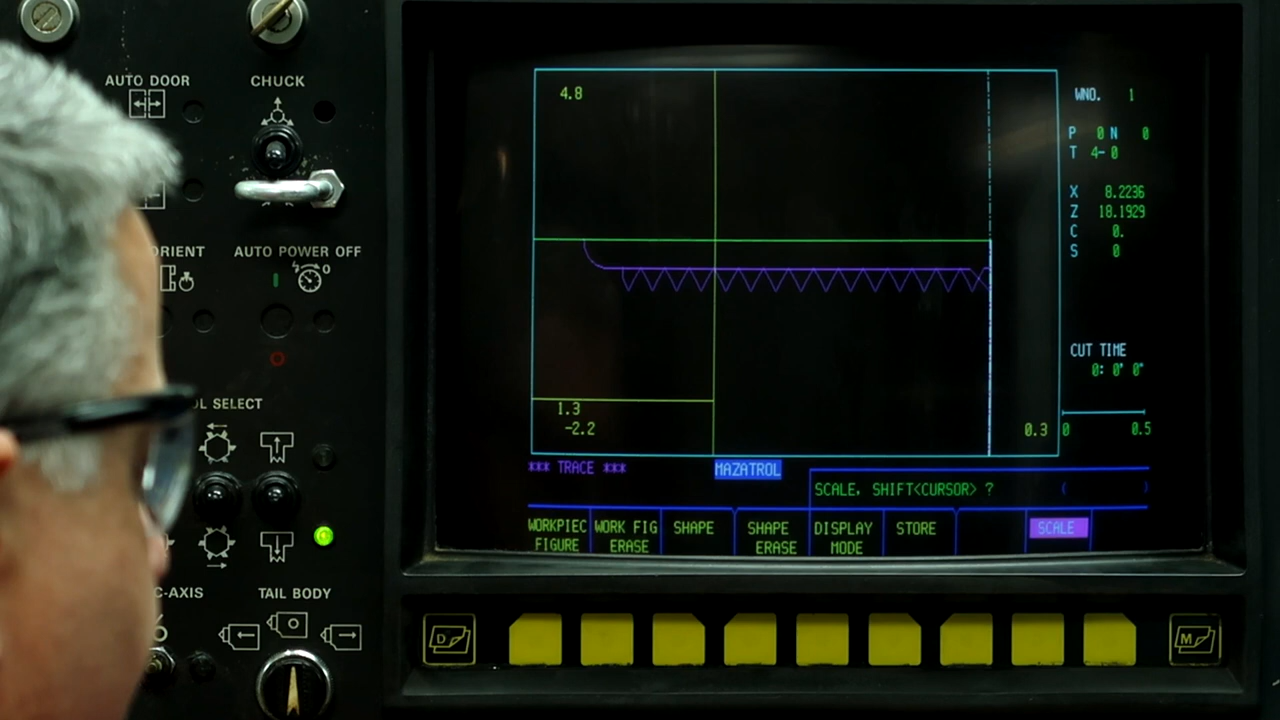 AUTO DOOR
CHUCK
ORIENT
AUTO POWER OFF
OL SELECT
C-AXIS
TAIL BODY
4.8
1.3
-2.2
0.3
WNO. 1
P 0 N 0
T 4- 0
X 8.2236
Z 18.1929
C 0.
S 0
CUT TIME
0: 0' 0"
0 0.5
*** TRACE ***
MAZATROL
SCALE, SHIFT<CURSOR> ? ( )
WORKPIEC FIGURE
WORK FIG ERASE
SHAPE
SHAPE ERASE
DISPLAY MODE
STORE
SCALE
D
M